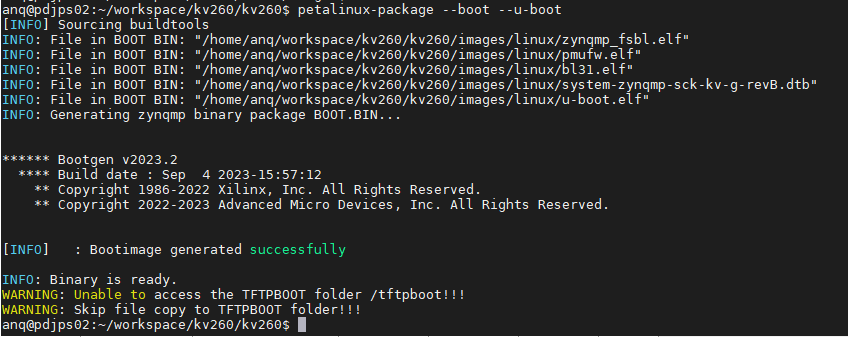 anq@pdjps02:~/workspace/kv260/kv260$ petalinux-package --boot --u-boot
[INFO] Sourcing buildtools
INFO: File in BOOT BIN: "/home/anq/workspace/kv260/kv260/images/linux/zynqmp_fsbl.elf"
INFO: File in BOOT BIN: "/home/anq/workspace/kv260/kv260/images/linux/pmufw.elf"
INFO: File in BOOT BIN: "/home/anq/workspace/kv260/kv260/images/linux/bl31.elf"
INFO: File in BOOT BIN: "/home/anq/workspace/kv260/kv260/images/linux/system-zynqmp-sck-kv-g-revB.dtb"
INFO: File in BOOT BIN: "/home/anq/workspace/kv260/kv260/images/linux/u-boot.elf"
INFO: Generating zynqmp binary package BOOT.BIN...
****** Bootgen v2023.2
**** Build date : Sep  4 2023-15:57:12
** Copyright 1986-2022 Xilinx, Inc. All Rights Reserved.
** Copyright 2022-2023 Advanced Micro Devices, Inc. All Rights Reserved.
[INFO]   : Bootimage generated successfully
INFO: Binary is ready.
WARNING: Unable to access the TFTPBOOT folder /tftpboot!!!
WARNING: Skip file copy to TFTPBOOT folder!!!
anq@pdjps02:~/workspace/kv260/kv260$